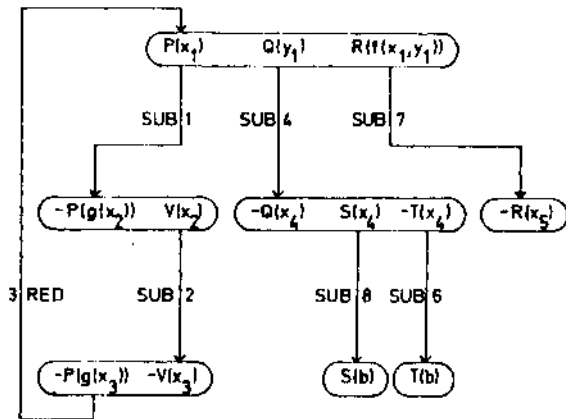 P(x₁) Q(y₁) R(f(x₁,y₁))
SUB 1 SUB 4 SUB 7
-P(g(x₂)) V(x₂) -Q(x₄) S(x₄) -T(x₄) -R(x₅)
3 RED SUB 2 SUB 8 SUB 6
-P(g(x₃)) -V(x₃) S(b) T(b)